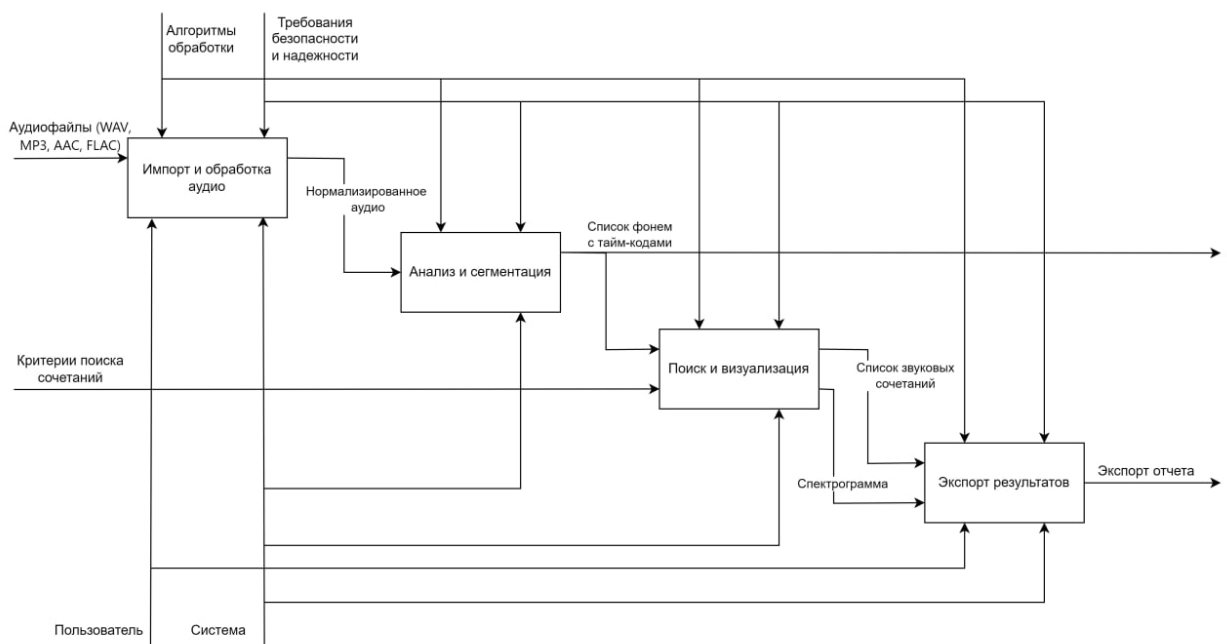 Алгоритмы
обработки
Требования
безопасности
и надежности
Аудиофайлы (WAV,
MP3, AAC, FLAC)
Импорт и обработка
аудио
Нормализированное
аудио
Список фонем
с тайм-кодами
Анализ и сегментация
Критерии поиска
сочетаний
Поиск и визуализация
Список звуковых
сочетаний
Спектрограмма
Экспорт результатов
Экспорт отчета
Пользователь
Система